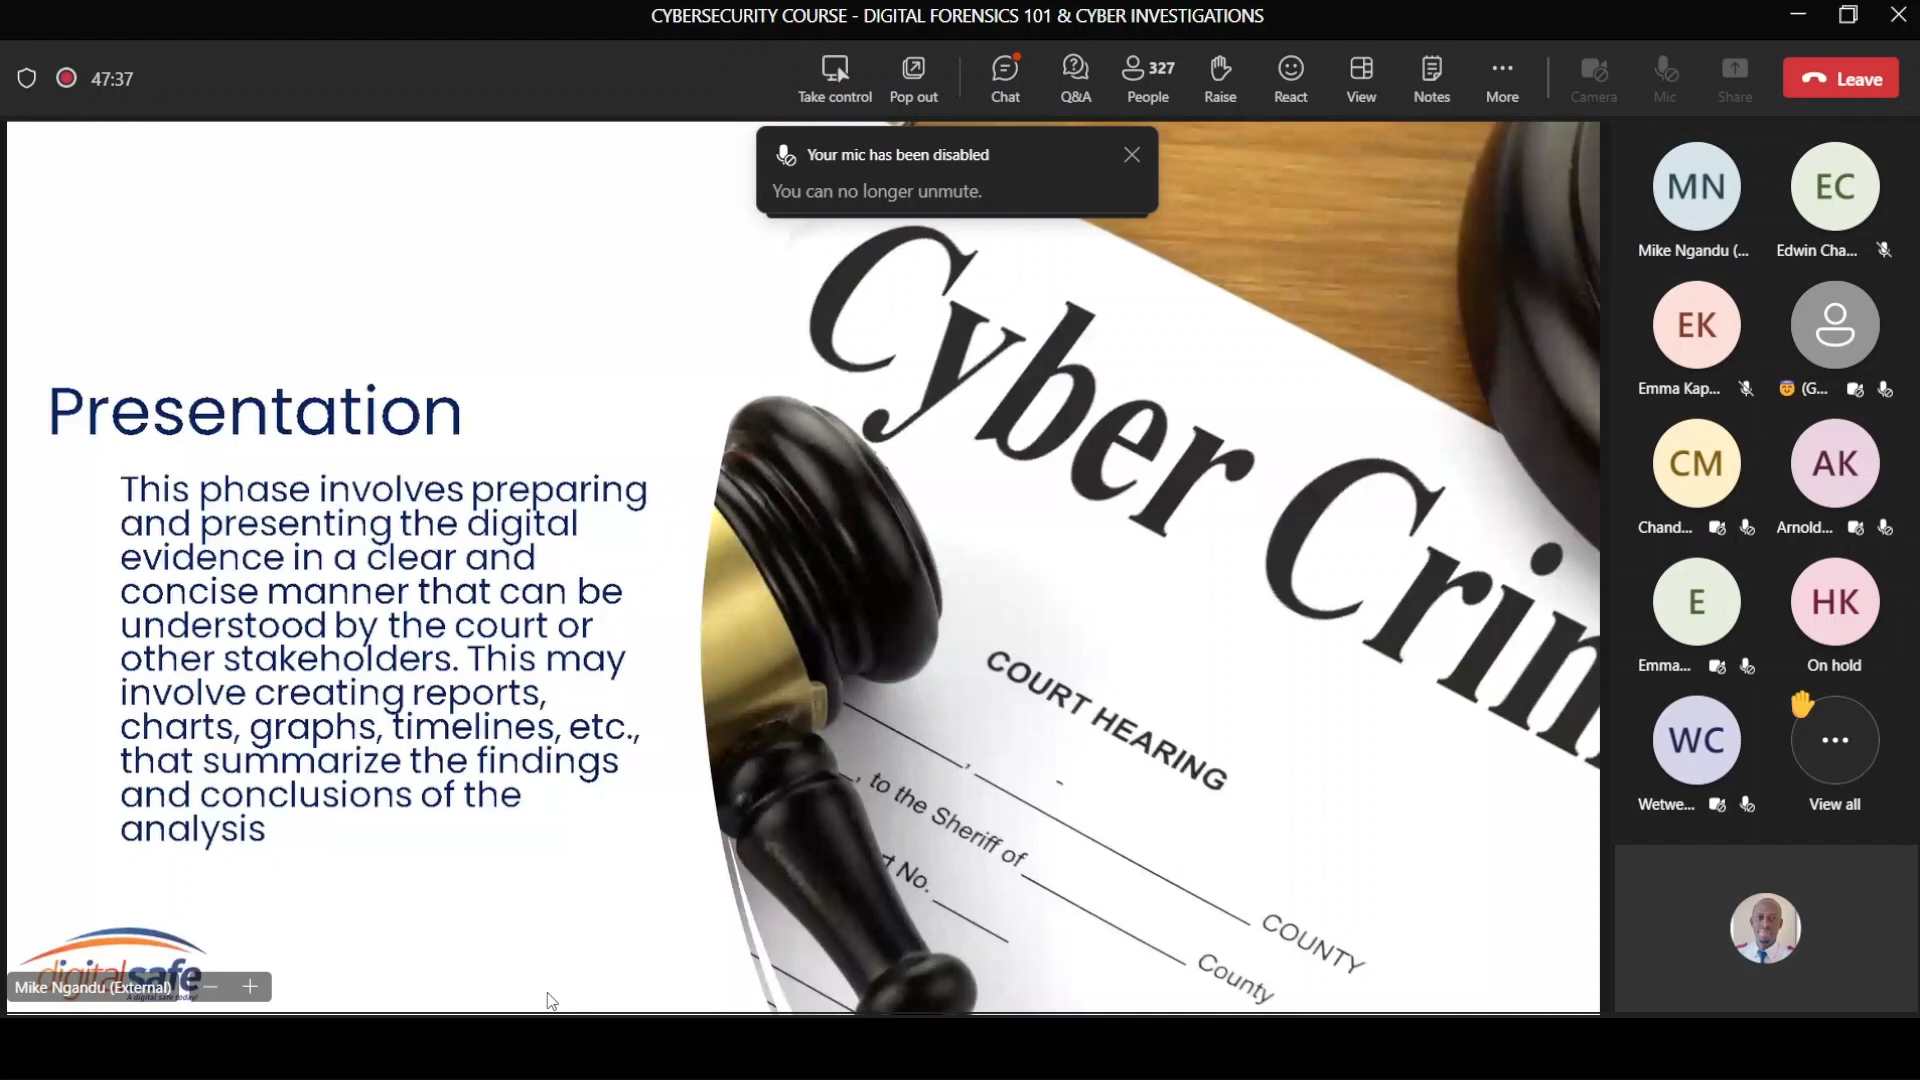 CYBERSECURITY COURSE - DIGITAL FORENSICS 101 & CYBER INVESTIGATIONS
47:37
Take control
Pop out
Chat
Q&A
327
People
Raise
React
View
Notes
More
Camera
Mic
Share
Leave
Your mic has been disabled
You can no longer unmute.
Presentation
This phase involves preparing
and presenting the digital
evidence in a clear and
concise manner that can be
understood by the court or
other stakeholders. This may
involve creating reports,
charts, graphs, timelines, etc.,
that summarize the findings
and conclusions of the
analysis
Cyber Crim
COURT HEARING
, to the Sheriff of
t No.
COUNTY
County
digitalsafe
A digital safe today!
Mike Ngandu (External)
MN
Mike Ngandu (...
EC
Edwin Cha...
EK
Emma Kap...
(G...
CM
Chand...
AK
Arnold...
E
Emma...
HK
On hold
WC
Wetwe...
View all